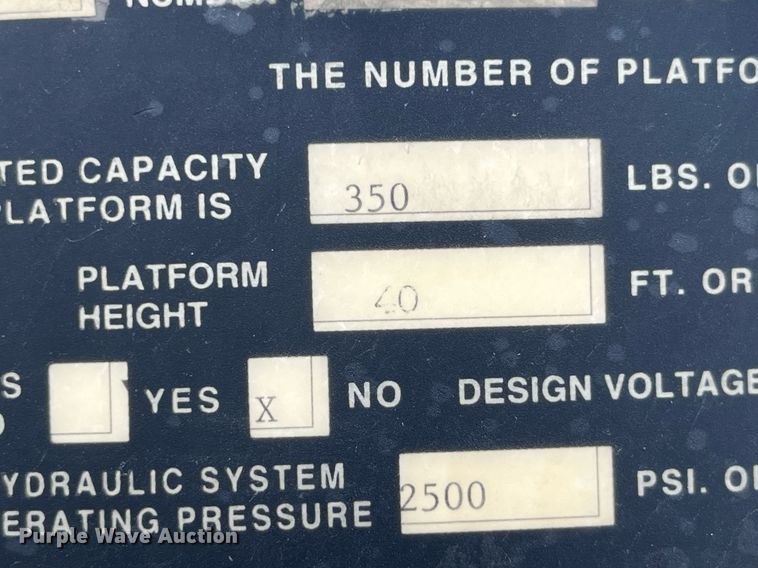 THE NUMBER OF PLATFO
TED CAPACITY
PLATFORM IS
350
LBS. O
PLATFORM
HEIGHT
40
FT. OR
S
YES
X
NO
DESIGN VOLTAGE
YDRAULIC SYSTEM
ERATING PRESSURE
2500
PSI. O
Purple Wave Auction